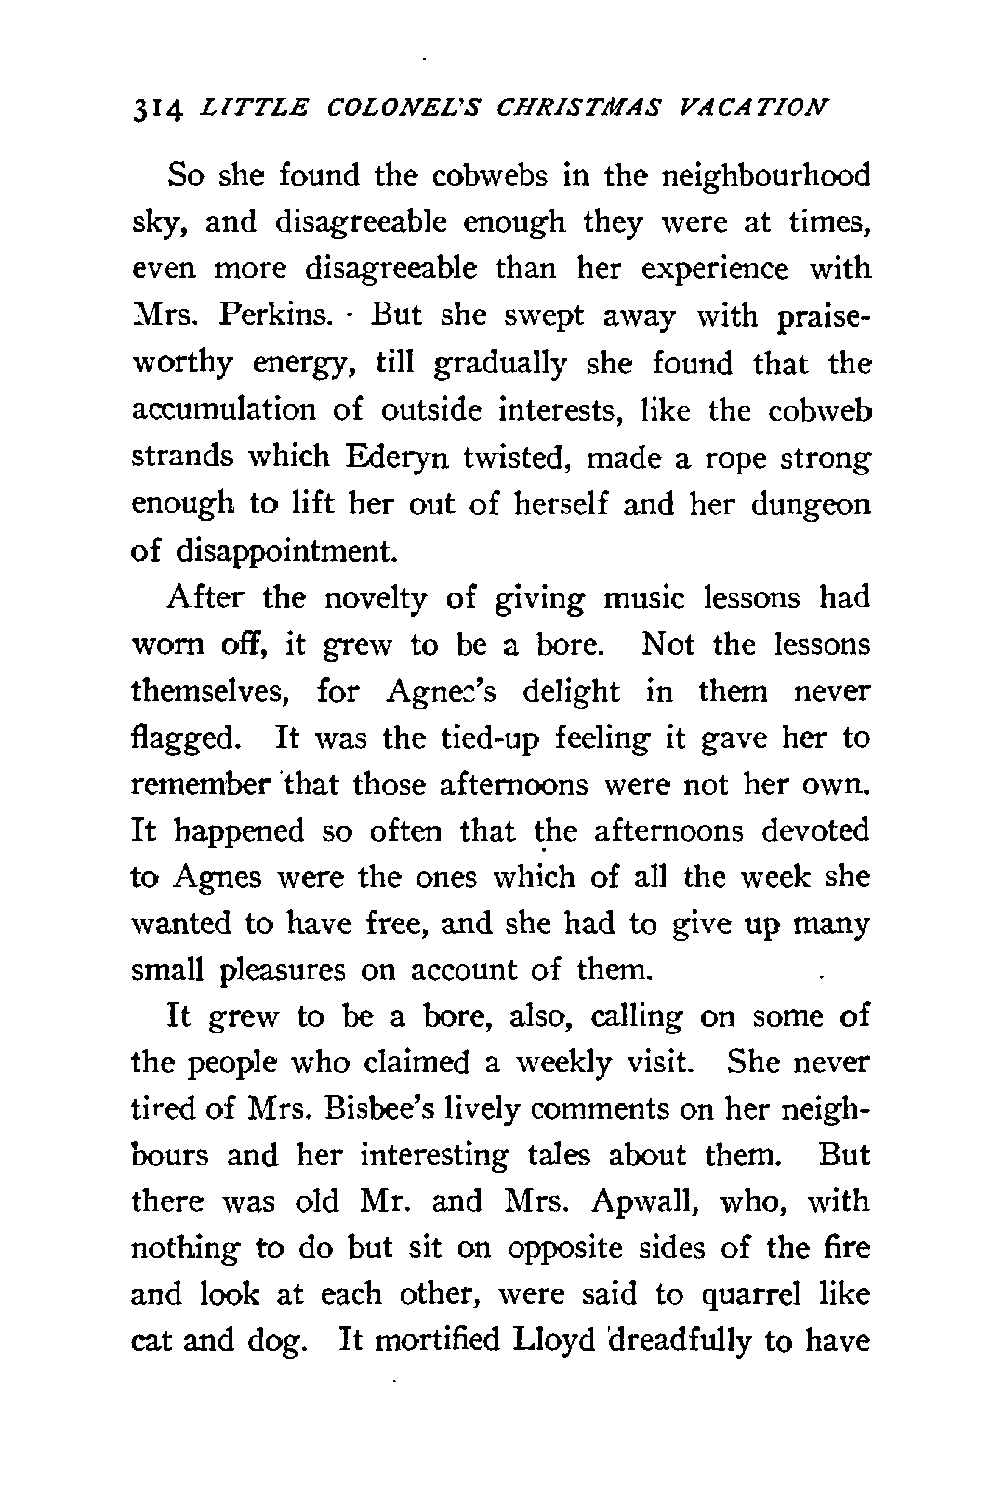 314 LITTLE COLONEL'S CHRISTMAS VACATION
So she found the cobwebs in the neighbourhood
sky, and disagreeable enough they were at times,
even more disagreeable than her experience with
Mrs. Perkins. But she swept away with praise-
worthy energy, till gradually she found that the
accumulation of outside interests, like the cobweb
strands which Ederyn twisted, made a rope strong
enough to lift her out of herself and her dungeon
of disappointment.
After the novelty of giving music lessons had
worn off, it grew to be a bore. Not the lessons
themselves, for Agnes's delight in them never
flagged. It was the tied-up feeling it gave her to
remember that those afternoons were not her own.
It happened so often that the afternoons devoted
to Agnes were the ones which of all the week she
wanted to have free, and she had to give up many
small pleasures on account of them.
It grew to be a bore, also, calling on some of
the people who claimed a weekly visit. She never
tired of Mrs. Bisbee's lively comments on her neigh-
bours and her interesting tales about them. But
there was old Mr. and Mrs. Apwall, who, with
nothing to do but sit on opposite sides of the fire
and look at each other, were said to quarrel like
cat and dog. It mortified Lloyd dreadfully to have